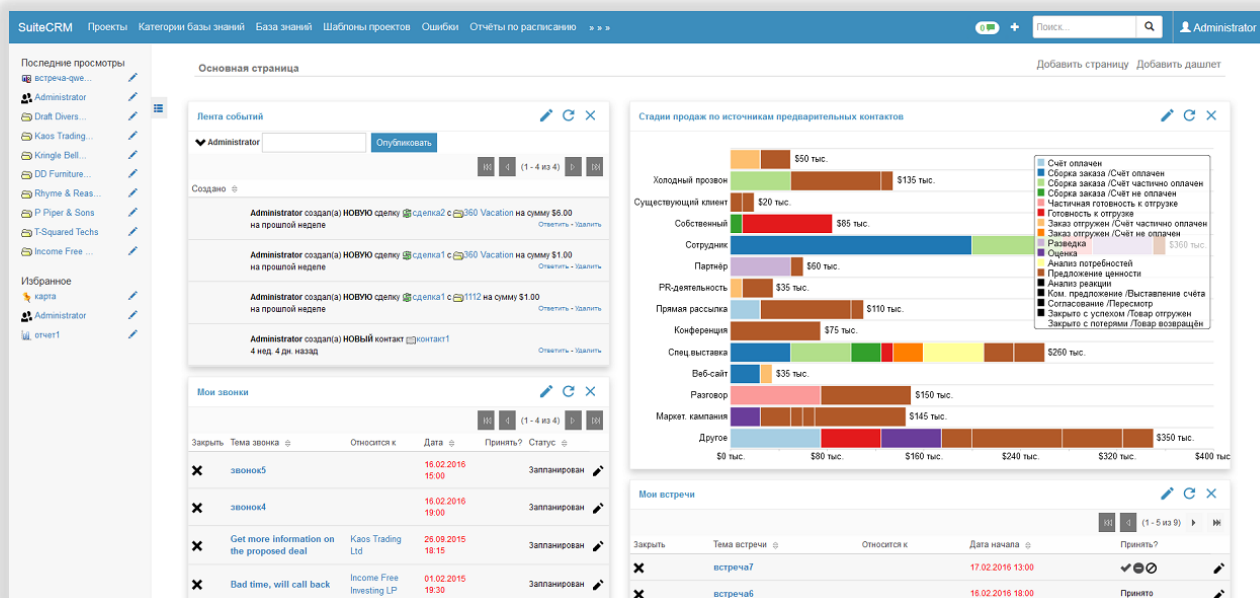 SuiteCRM Проекты Категории базы знаний База знаний Шаблоны проектов Ошибки Отчёты по расписанию » » » 0 Поиск... Administrator
Последние просмотры
встреча-qwe...
Administrator
Draft Divers...
Kaos Trading...
Kringle Bell...
DD Furniture...
Rhyme & Reas...
P Piper & Sons
T-Squared Techs
Income Free ...
Избранное
карта
Administrator
отчет1
Основная страница
Добавить страницу Добавить дашлет
Лента событий
Administrator Опубликовать
(1 - 4 из 4)
Создано
Administrator создал(а) НОВУЮ сделку сделка2 с 360 Vacation на сумму $6.00
на прошлой неделе Ответить - Удалить
Administrator создал(а) НОВУЮ сделку сделка1 с 360 Vacation на сумму $1.00
на прошлой неделе Ответить - Удалить
Administrator создал(а) НОВУЮ сделку сделка1 с 1112 на сумму $1.00
на прошлой неделе Ответить - Удалить
Administrator создал(а) НОВЫЙ контакт контакт1
4 нед. 4 дн. назад Ответить - Удалить
Мои звонки
(1 - 4 из 4)
Закрыть Тема звонка Относится к Дата Принять? Статус
звонок5 16.02.2016 15:00 Запланирован
звонок4 16.02.2016 19:00 Запланирован
Get more information on the proposed deal Kaos Trading Ltd 26.09.2015 18:15 Запланирован
Bad time, will call back Income Free Investing LP 01.02.2015 19:30 Запланирован
Стадии продаж по источникам предварительных контактов
$50 тыс.
Холодный прозвон $135 тыс.
Существующий клиент $20 тыс.
Собственный $85 тыс.
Сотрудник $360 тыс.
Партнёр $60 тыс.
PR-деятельность $35 тыс.
Прямая рассылка $110 тыс.
Конференция $75 тыс.
Спец.выставка $260 тыс.
Веб-сайт $35 тыс.
Разговор $150 тыс.
Маркет. кампания $145 тыс.
Другое $350 тыс.
$0 тыс. $80 тыс. $160 тыс. $240 тыс. $320 тыс. $400 тыс
Счёт оплачен
Сборка заказа /Счёт оплачен
Сборка заказа /Счёт частично оплачен
Сборка заказа /Счёт не оплачен
Частичная готовность к отгрузке
Готовность к отгрузке
Заказ отгружен /Счёт частично оплачен
Заказ отгружен /Счёт не оплачен
Разведка
Оценка
Анализ потребностей
Предложение ценности
Анализ реакции
Ком. предложение /Выставление счёта
Согласование /Пересмотр
Закрыто с успехом /Товар отгружен
Закрыто с потерями /Товар возвращён
Мои встречи
(1 - 5 из 9)
Закрыть Тема встречи Относится к Дата начала Принять?
встреча7 17.02.2016 13:00
встреча6 16.02.2016 18:00 Принято